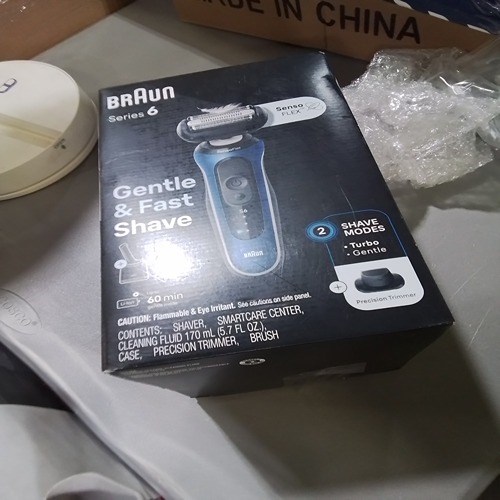 MADE IN CHINA
BRAUN
Series 6
Senso
FLEX
Gentle
& Fast
Shave
braun
2 SHAVE
MODES
• Turbo
• Gentle
+
Precision Trimmer
60 min
CAUTION: Flammable & Eye Irritant. See cautions on side panel.
CONTENTS: SHAVER, SMARTCARE CENTER,
CLEANING FLUID 170 mL (5.7 FL OZ.),
CASE, PRECISION TRIMMER, BRUSH